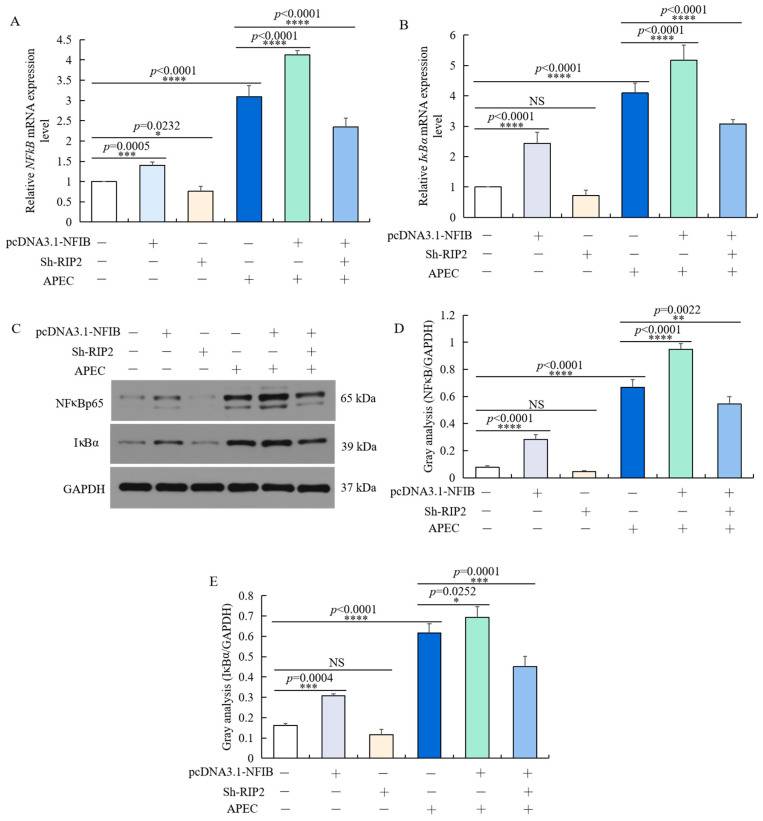 A
p<0.0001
****
p<0.0001
****
p<0.0001
****
p=0.0232
*
p=0.0005
***
Relative NFkB mRNA expression
level
4.5
4
3.5
3
2.5
2
1.5
1
0.5
0
pcDNA3.1-NFIB − + − − + +
Sh-RIP2 − − + − − +
APEC − − − + + +
B
p<0.0001
****
p<0.0001
****
p<0.0001
****
NS
p<0.0001
****
Relative IκBα mRNA expression
level
6
5
4
3
2
1
0
pcDNA3.1-NFIB − + − − + +
Sh-RIP2 − − + − − +
APEC − − − + + +
C
pcDNA3.1-NFIB − + − − + +
Sh-RIP2 − − + − − +
APEC − − − + + +
NFκBp65 65 kDa
IκBα 39 kDa
GAPDH 37 kDa
D
p=0.0022
**
p<0.0001
****
p<0.0001
****
NS
p<0.0001
****
Gray analysis (NFκB/GAPDH)
1.2
1
0.8
0.6
0.4
0.2
0
pcDNA3.1-NFIB − + − − + +
Sh-RIP2 − − + − − +
APEC − − − + + +
E
p=0.0001
***
p=0.0252
*
p<0.0001
****
NS
p=0.0004
***
Gray analysis (IκBα/GAPDH)
0.8
0.7
0.6
0.5
0.4
0.3
0.2
0.1
0
pcDNA3.1-NFIB − + − − + +
Sh-RIP2 − − + − − +
APEC − − − + + +